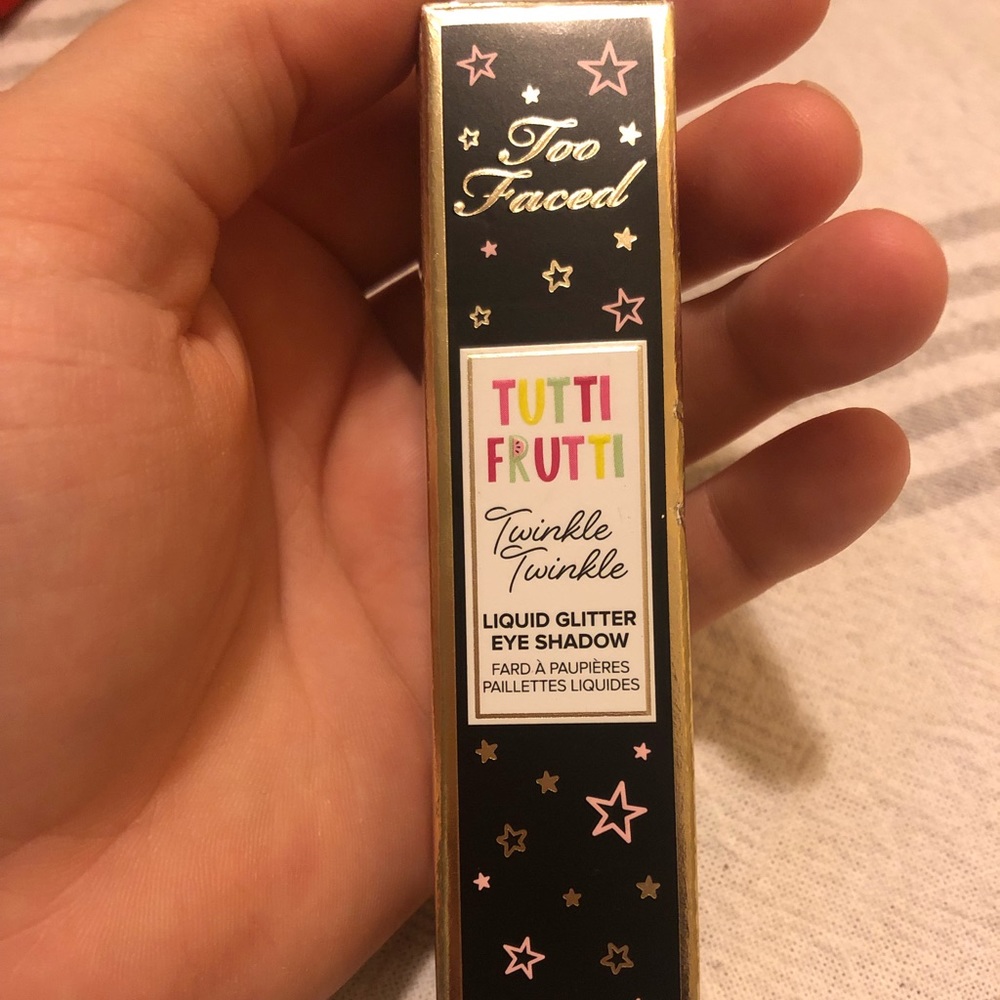 Too
Faced
TUTTI
FRUTTI
Twinkle
Twinkle
LIQUID GLITTER
EYE SHADOW
FARD À PAUPIÈRES
PAILLETTES LIQUIDES